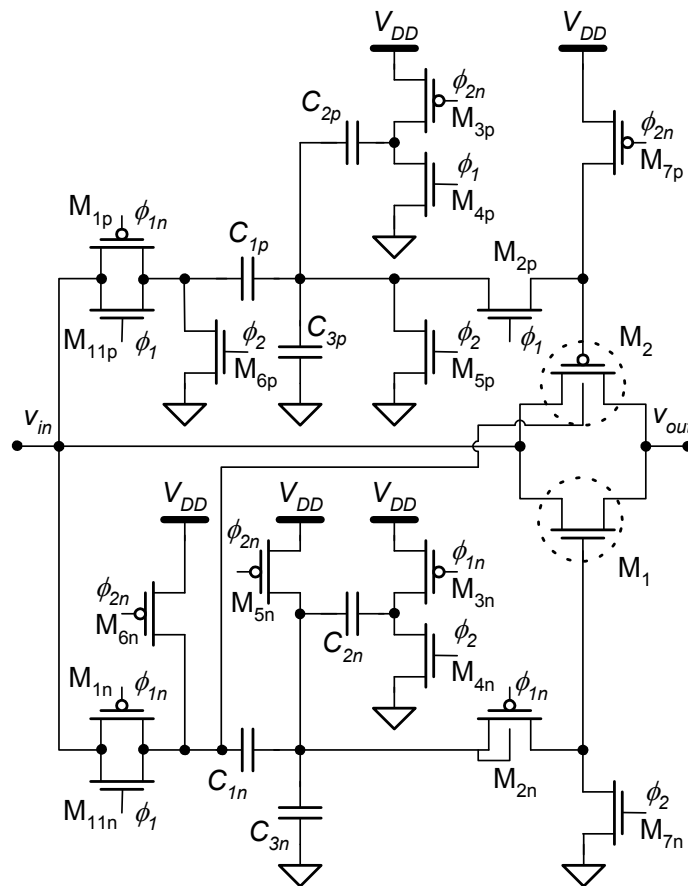 V_DD V_DD
ϕ_2n
C_2p
M_3p
ϕ_2n
M_7p
ϕ_1
M_4p
M_1p ϕ_1n
C_1p
M_2p
M_11p ϕ_1
ϕ_2
M_6p
C_3p
ϕ_2
M_5p
ϕ_1
M_2
v_in
v_out
V_DD V_DD V_DD
M_1
ϕ_2n
M_5n
ϕ_1n
M_3n
ϕ_2n
M_6n
C_2n
ϕ_2
M_4n
M_1n ϕ_1n
ϕ_1n
C_1n
M_2n
M_11n ϕ_1
C_3n
ϕ_2
M_7n